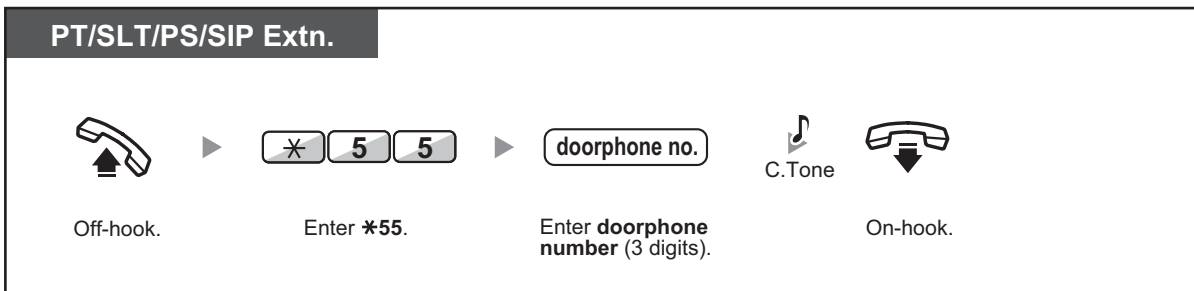 PT/SLT/PS/SIP Extn.
* 5 5
doorphone no.
C.Tone
Off-hook.
Enter *55.
Enter doorphone
number (3 digits).
On-hook.